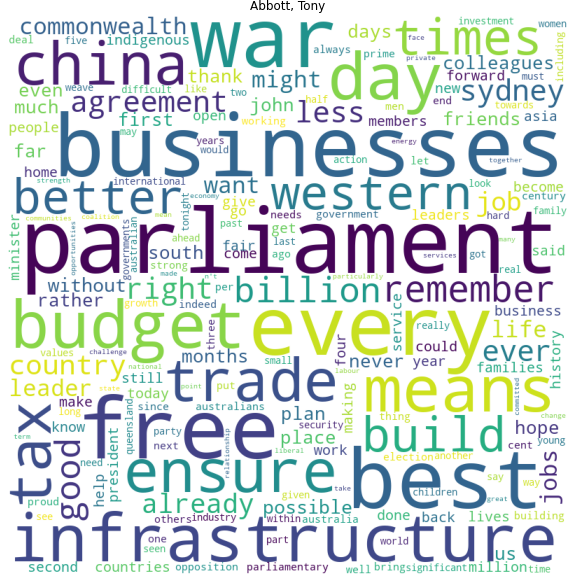 Abbott, Tony
commonwealth
war
times
investment
women
deal
five
indigenous
days
including
china
always
prime
face
private
must
colleagues
thank
might
day
forward
new
sydney
even
weave
difficult
like
two
half
men
towards
much
agreement
john
less
members
end
asia
people
first
open
working
friends
may
years
action
let
energy
far
businesses
together
home
would
century
strength
international
tonight
economy
want
western
look
become
better
give
job
family
communities
coalition
mean
go
needs
government
leaders
hard
said
minister
opportunities
governments
australian
past
parliament
ahead
fair
get
last
services
got
many
south
come
ago
real
strong
made
n't
particularly
without
right
billion
remember
rather
growth
per
indeed
service
business
budget
every
three
really
could
life
history
values
challenge
months
small
four
never
year
ever
families
country
national
still
trade
labour
leader
state
today
put
point
means
committed
change
make
since
australians
plan
making
thing
long
tax
free
party
security
build
hope
know
queensland
next
place
work
cent
young
term
good
president
liberal
election
another
jobs
need
relationship
ensure
best
say
way
help
take
children
great
proud
already
given
possible
done
back
lives
building
see
others
industry
within
australia
infrastructure
one
seen
part
world
us
second
countries
opposition
parliamentary
well
bring
significant
million
time